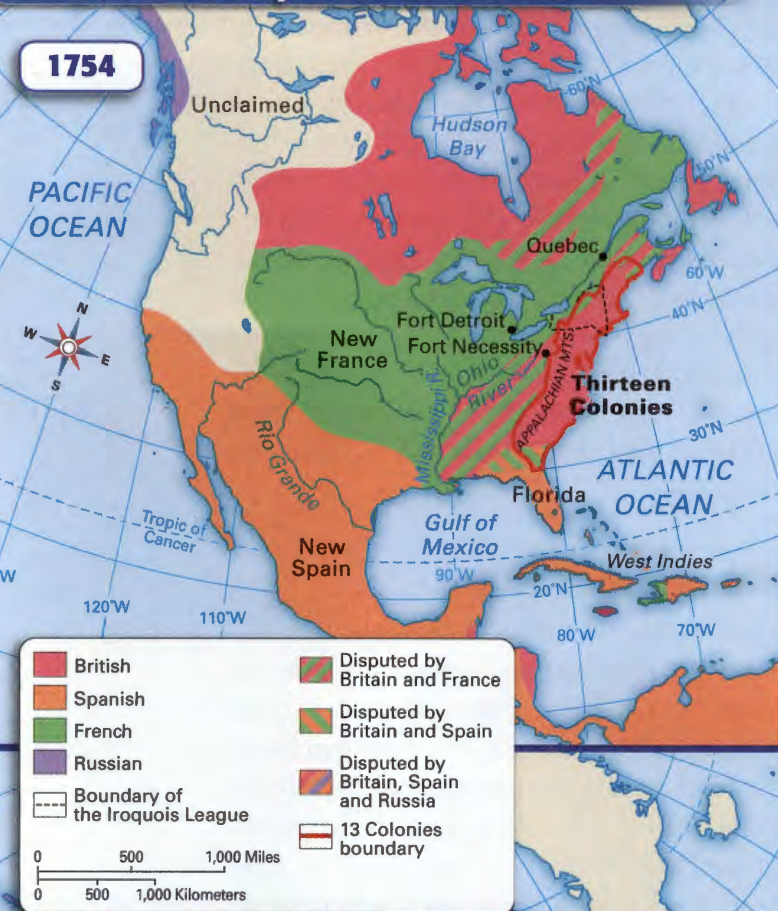 1754
Unclaimed
Hudson
Bay
60°N
50°N
PACIFIC
OCEAN
Quebec
60°W
40°N
N
W
E
S
Fort Detroit
New
France
Fort Necessity
Ohio
River
APPALACHIAN MTS.
Thirteen
Colonies
Mississippi R.
30°N
Rio Grande
ATLANTIC
OCEAN
Florida
Tropic of
Cancer
Gulf of
Mexico
New
Spain
West Indies
W
90°W
20°N
120°W
110°W
80°W
70°W
British
Spanish
French
Russian
Boundary of
the Iroquois League
0 500 1,000 Miles
0 500 1,000 Kilometers
Disputed by
Britain and France
Disputed by
Britain and Spain
Disputed by
Britain, Spain
and Russia
13 Colonies
boundary